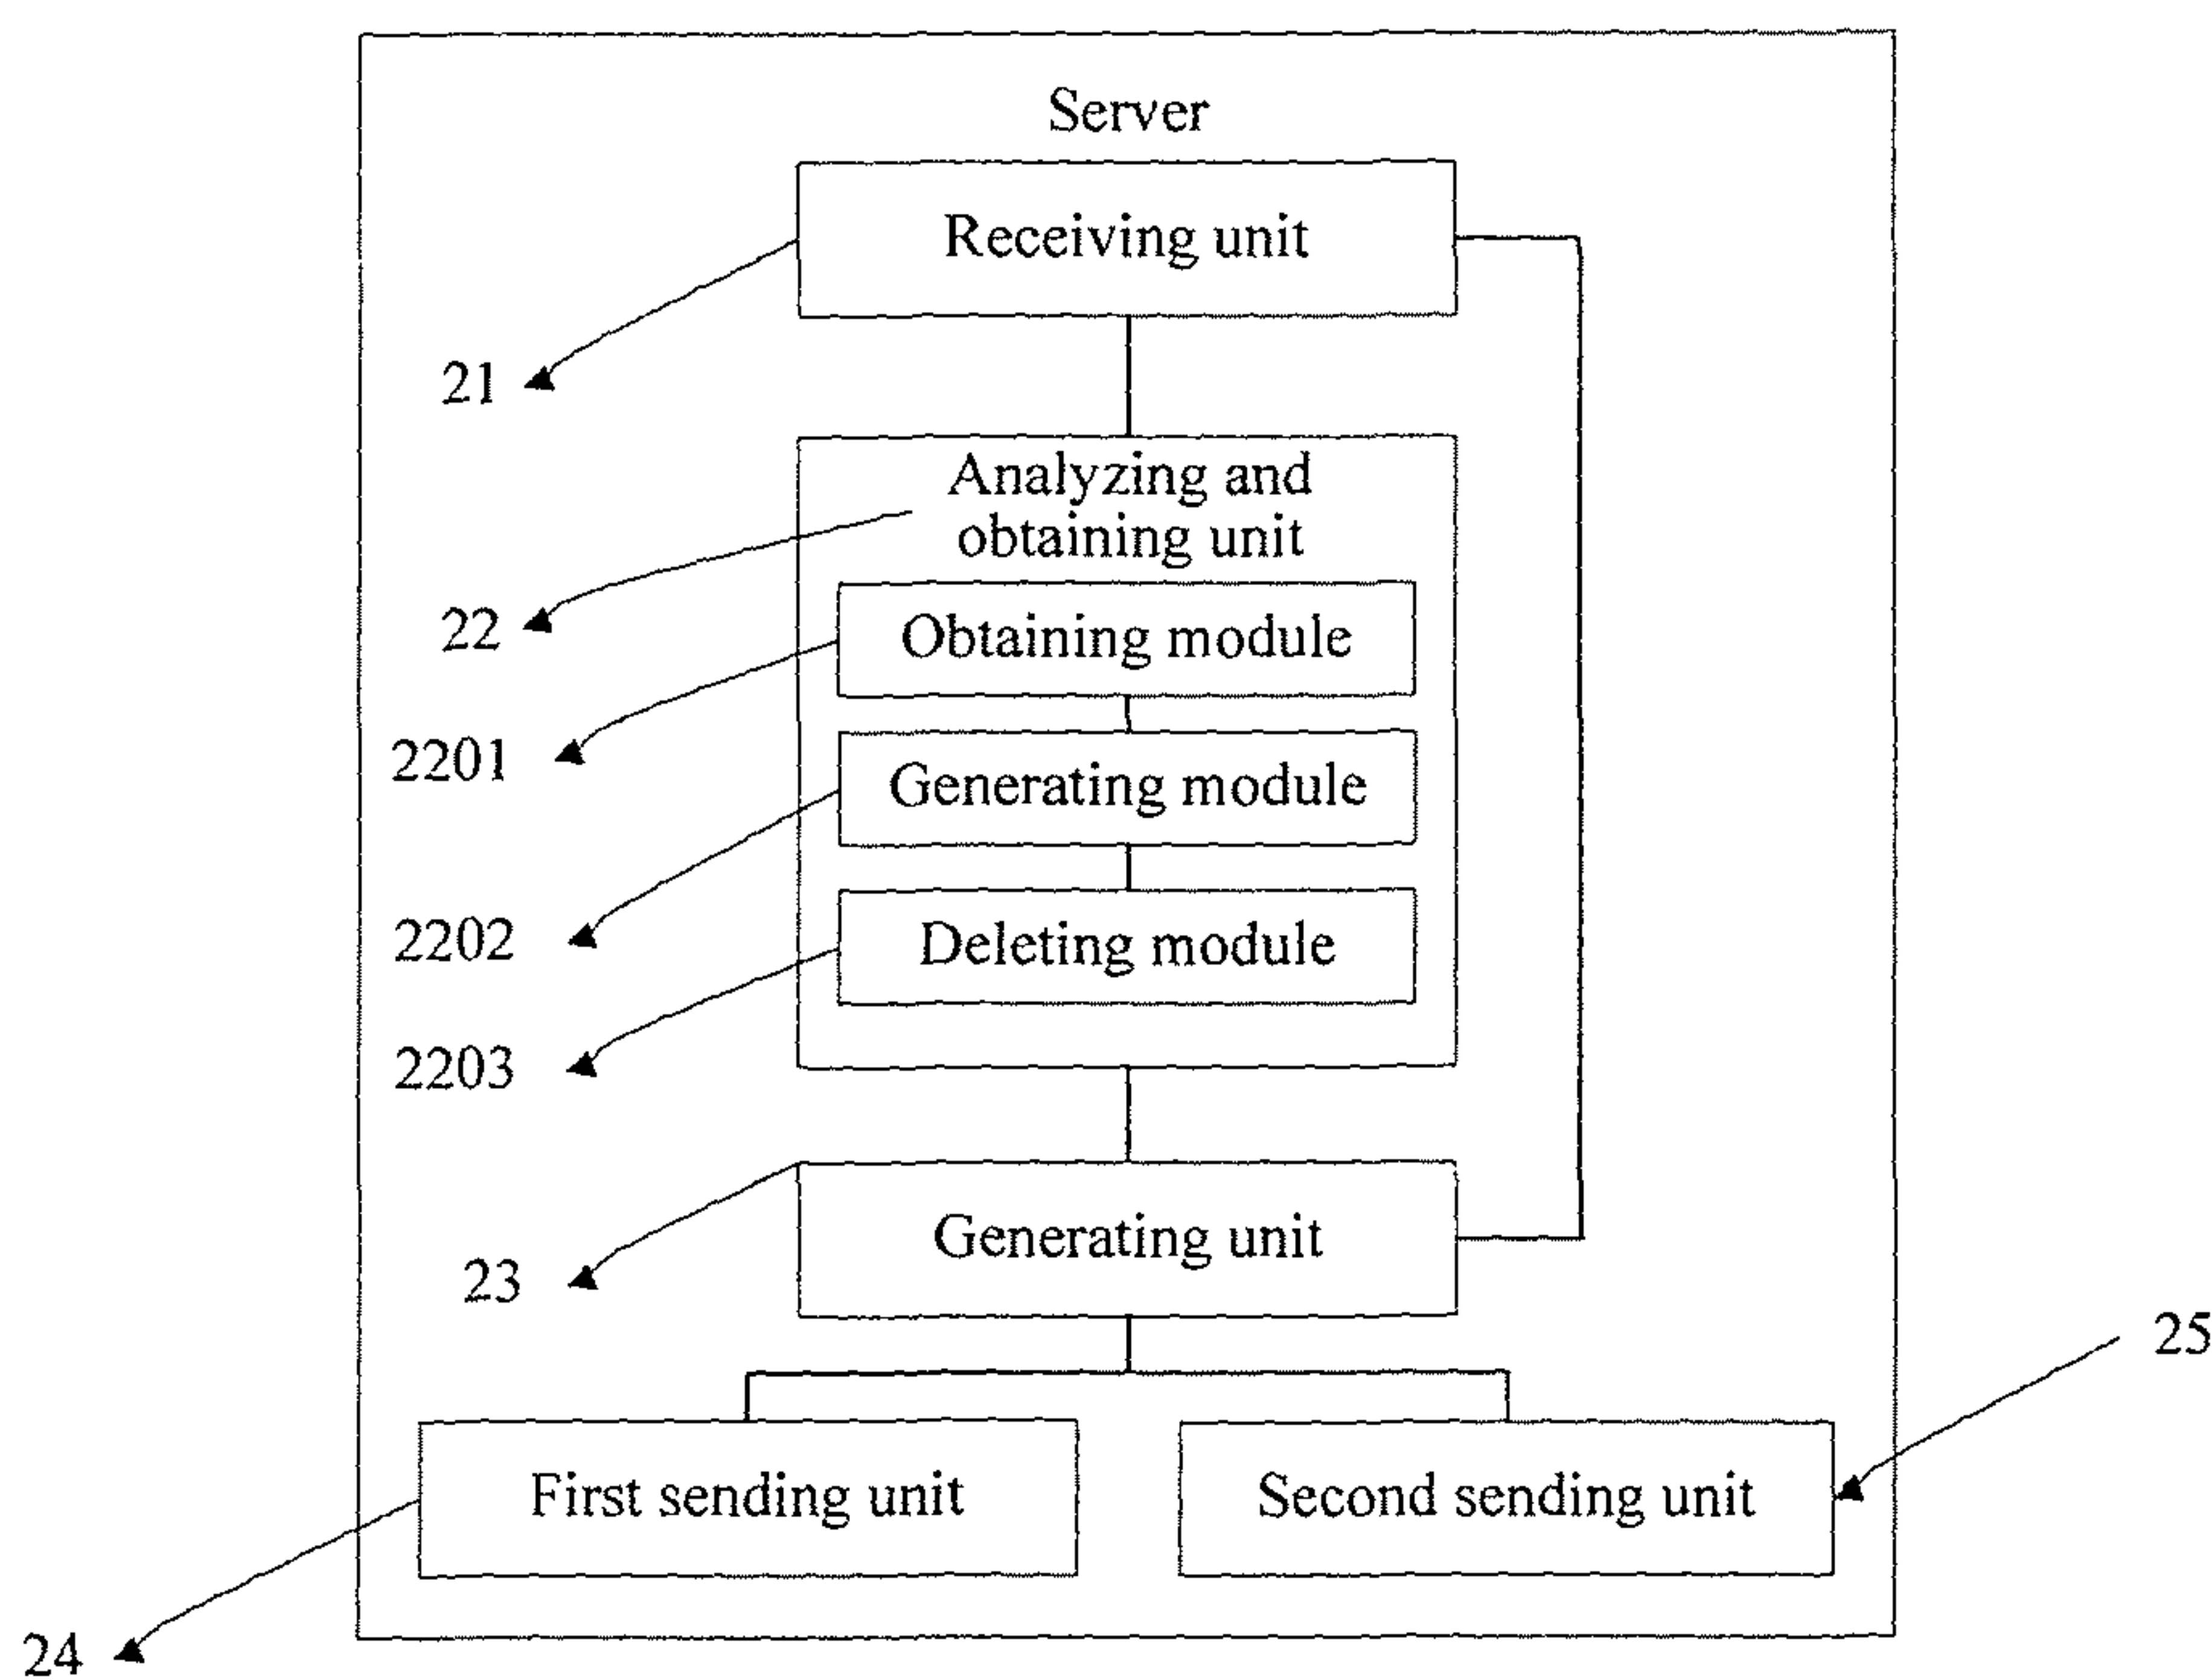 Server
Receiving unit
21
Analyzing and
obtaining unit
22
Obtaining module
2201
Generating module
2202
Deleting module
2203
Generating unit
23
25
First sending unit
Second sending unit
24